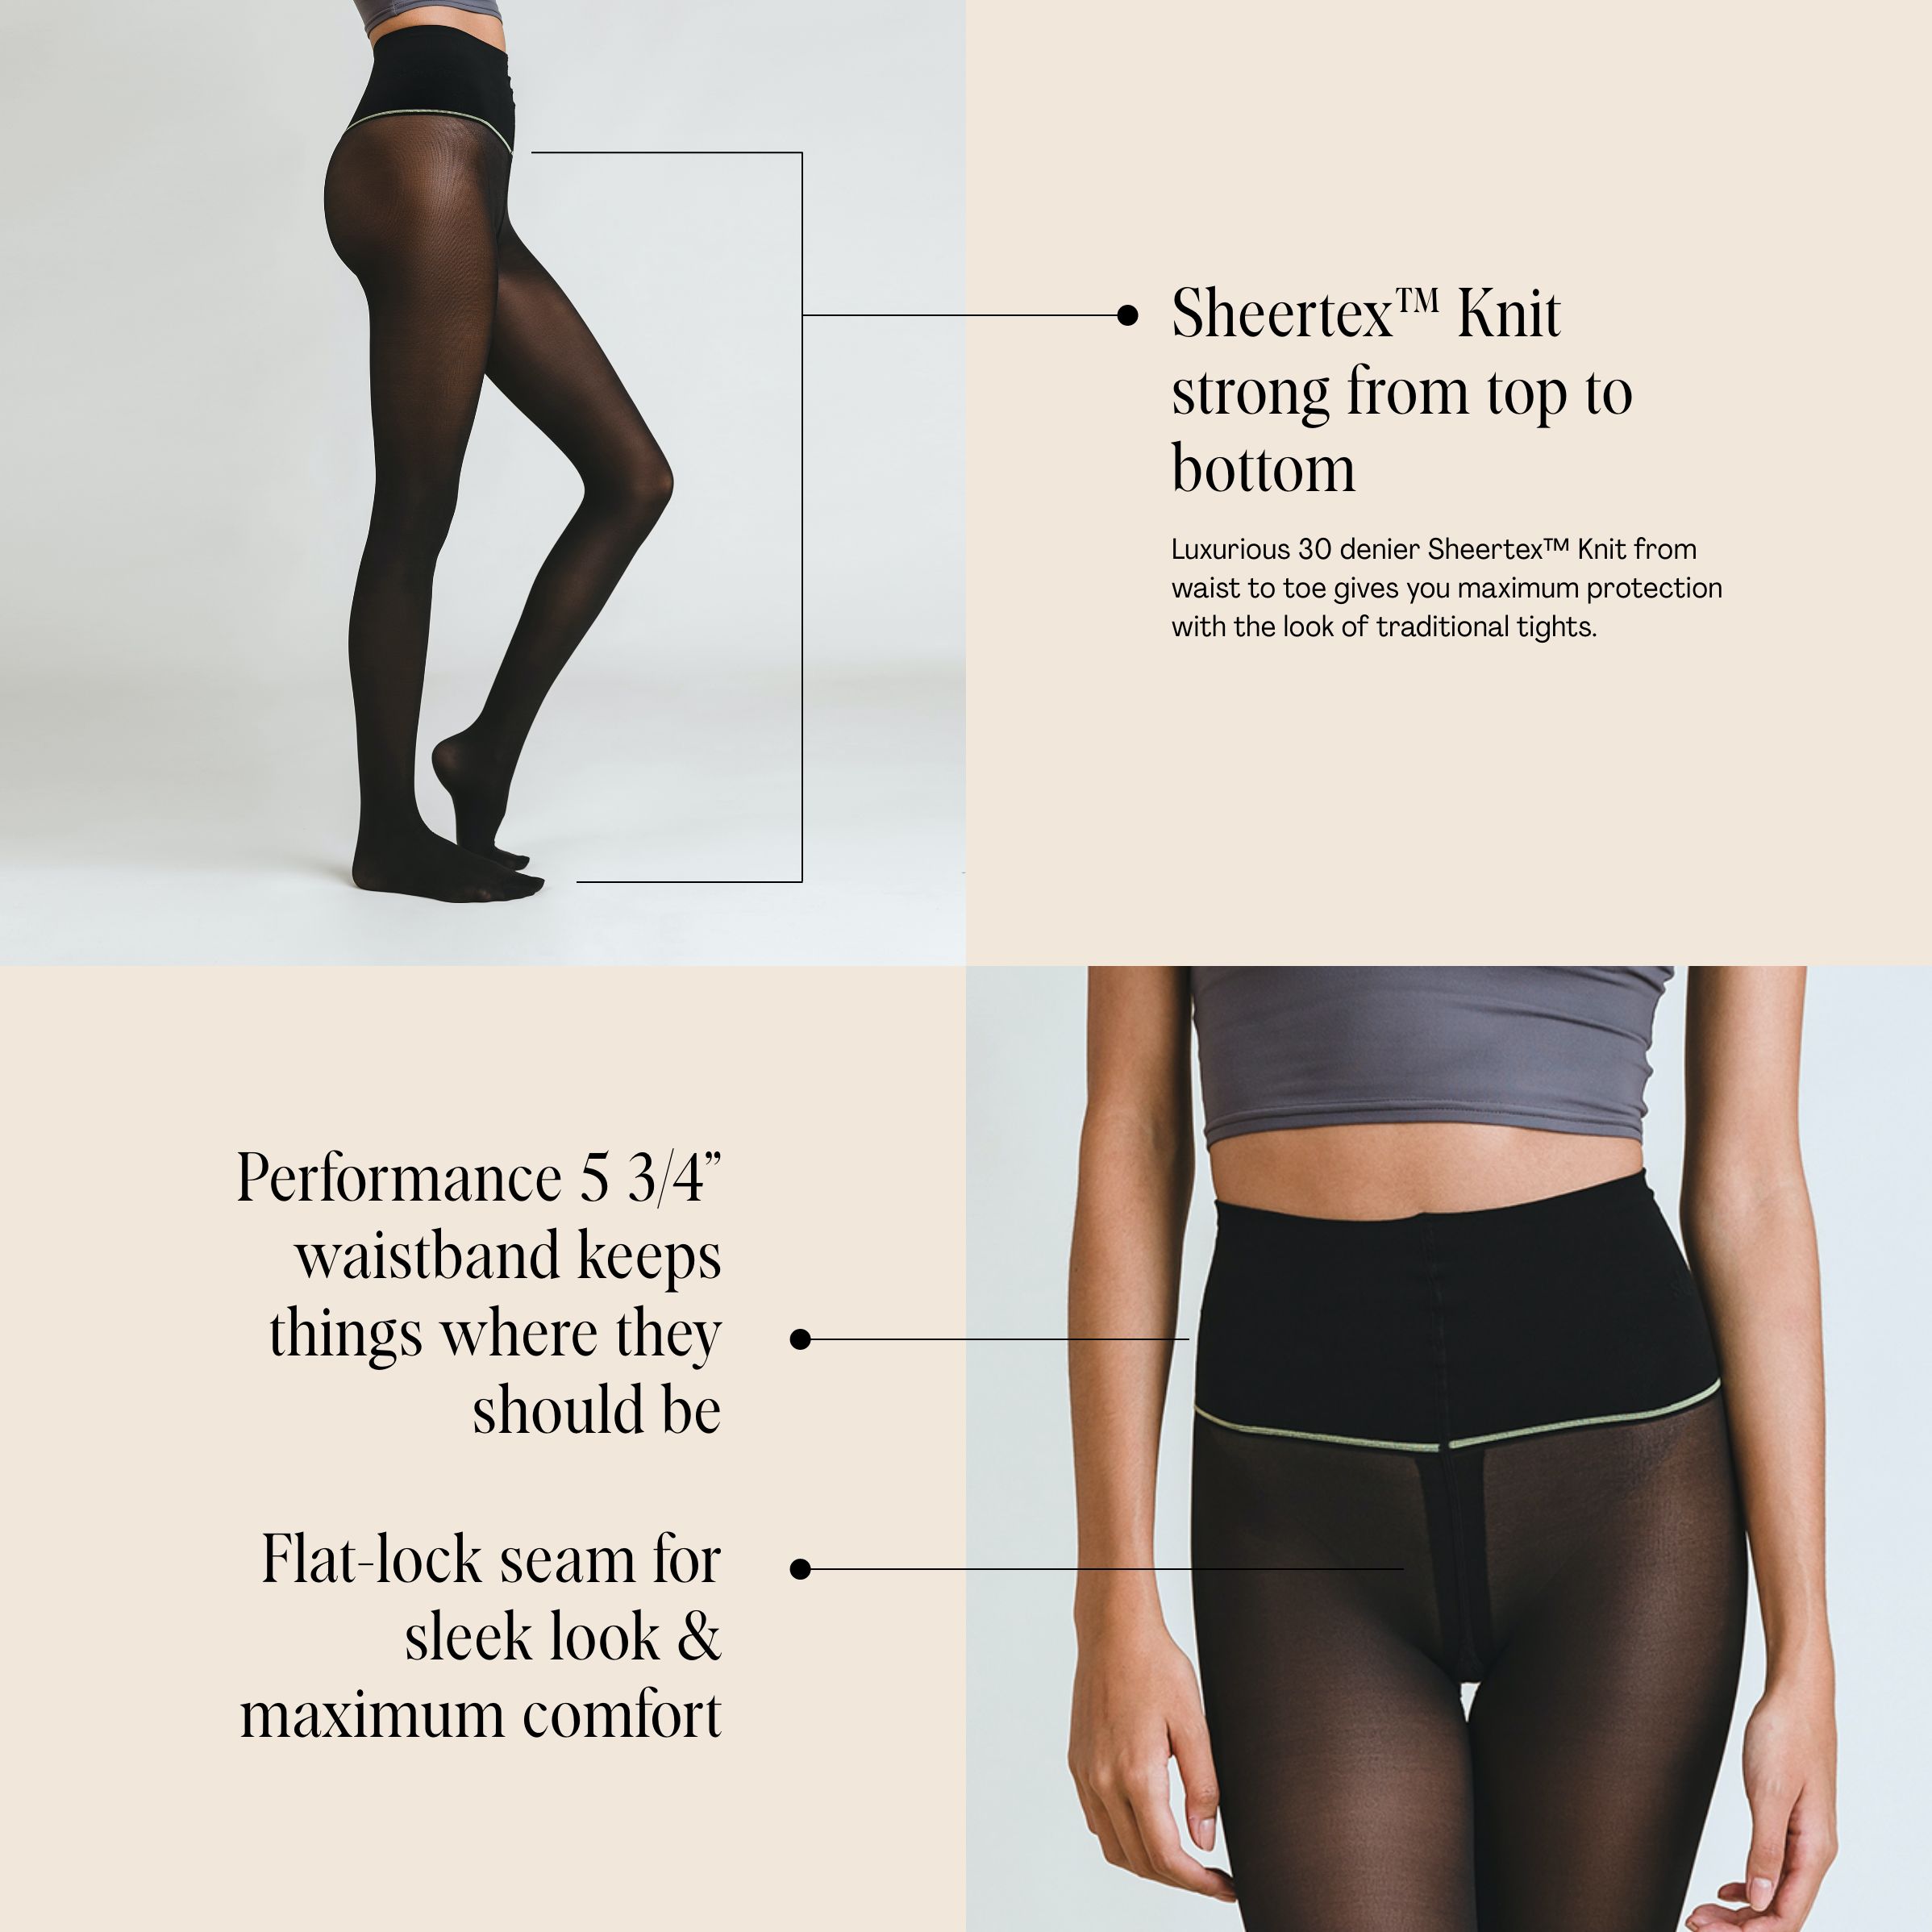 Sheertex™ Knit
strong from top to
bottom
Luxurious 30 denier Sheertex™ Knit from
waist to toe gives you maximum protection
with the look of traditional tights.
Performance 5 3/4”
waistband keeps
things where they
should be
Flat-lock seam for
sleek look &
maximum comfort